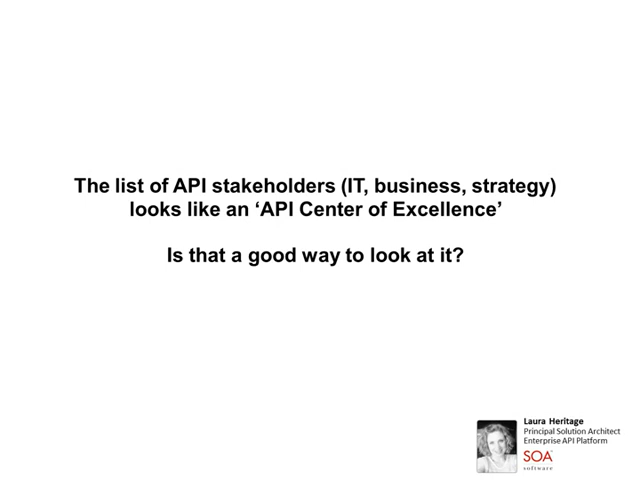 The list of API stakeholders (IT, business, strategy)
looks like an ‘API Center of Excellence’
Is that a good way to look at it?
Laura Heritage
Principal Solution Architect
Enterprise API Platform
SOA
software